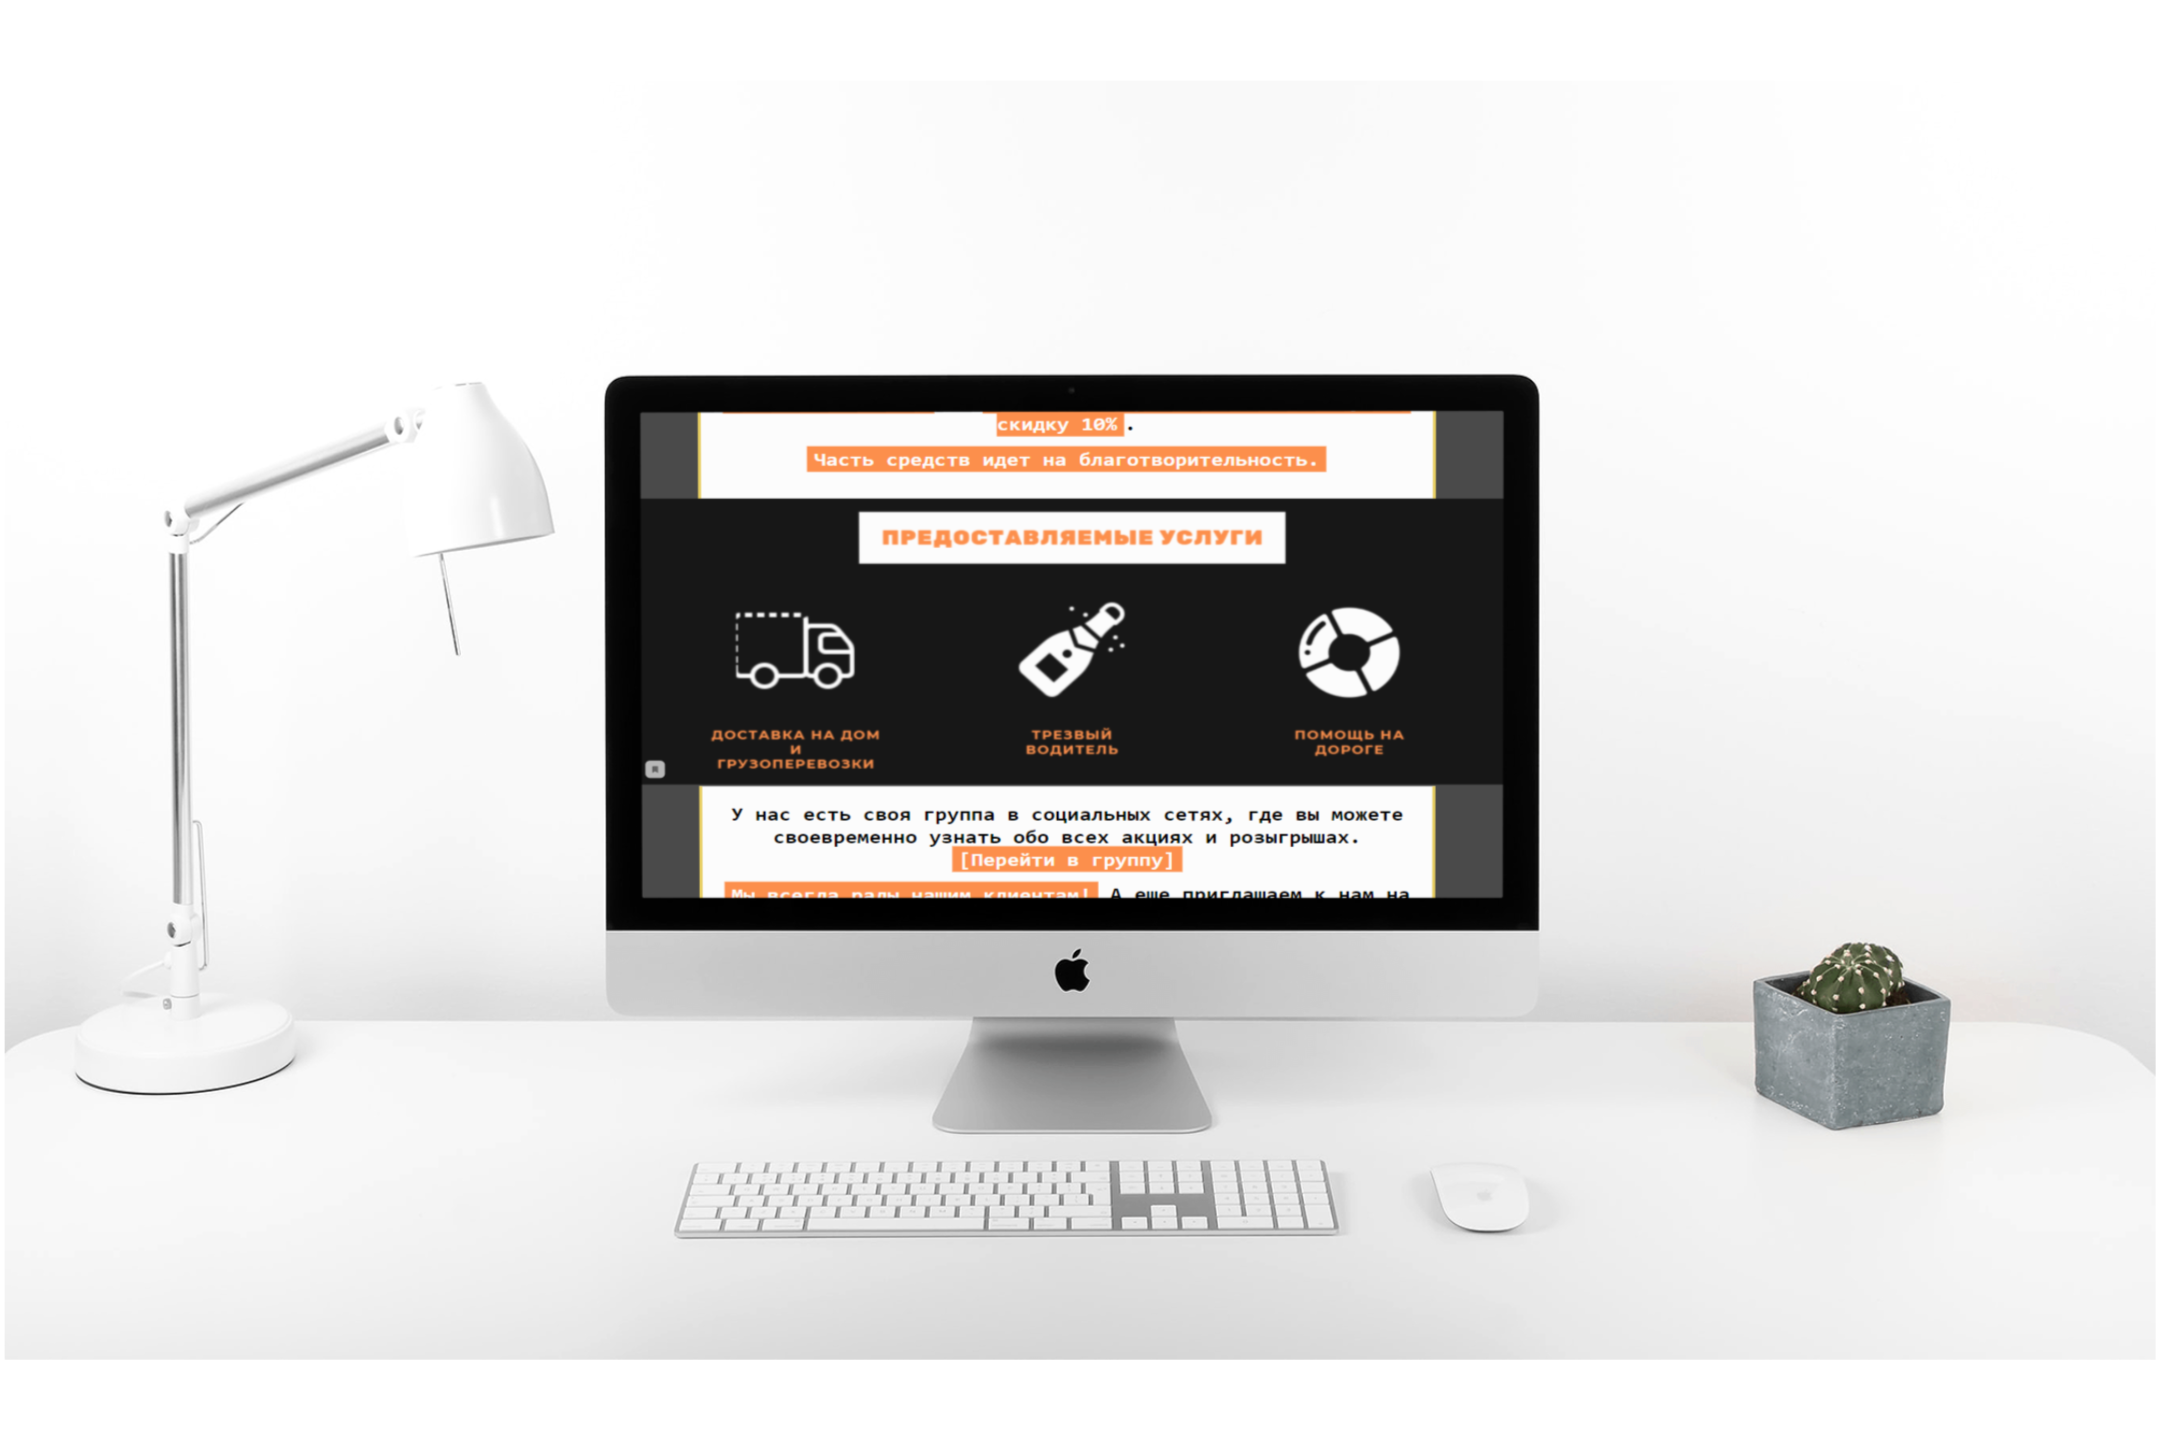 скидку 10%.
Часть средств идет на благотворительность.
ПРЕДОСТАВЛЯЕМЫЕ УСЛУГИ
ДОСТАВКА НА ДОМ
И
ГРУЗОПЕРЕВОЗКИ
ТРЕЗВЫЙ
ВОДИТЕЛЬ
ПОМОЩЬ НА
ДОРОГЕ
У нас есть своя группа в социальных сетях, где вы можете
своевременно узнать обо всех акциях и розыгрышах.
[Перейти в группу]
Мы всегда рады нашим клиентам! А еще приглашаем к нам на